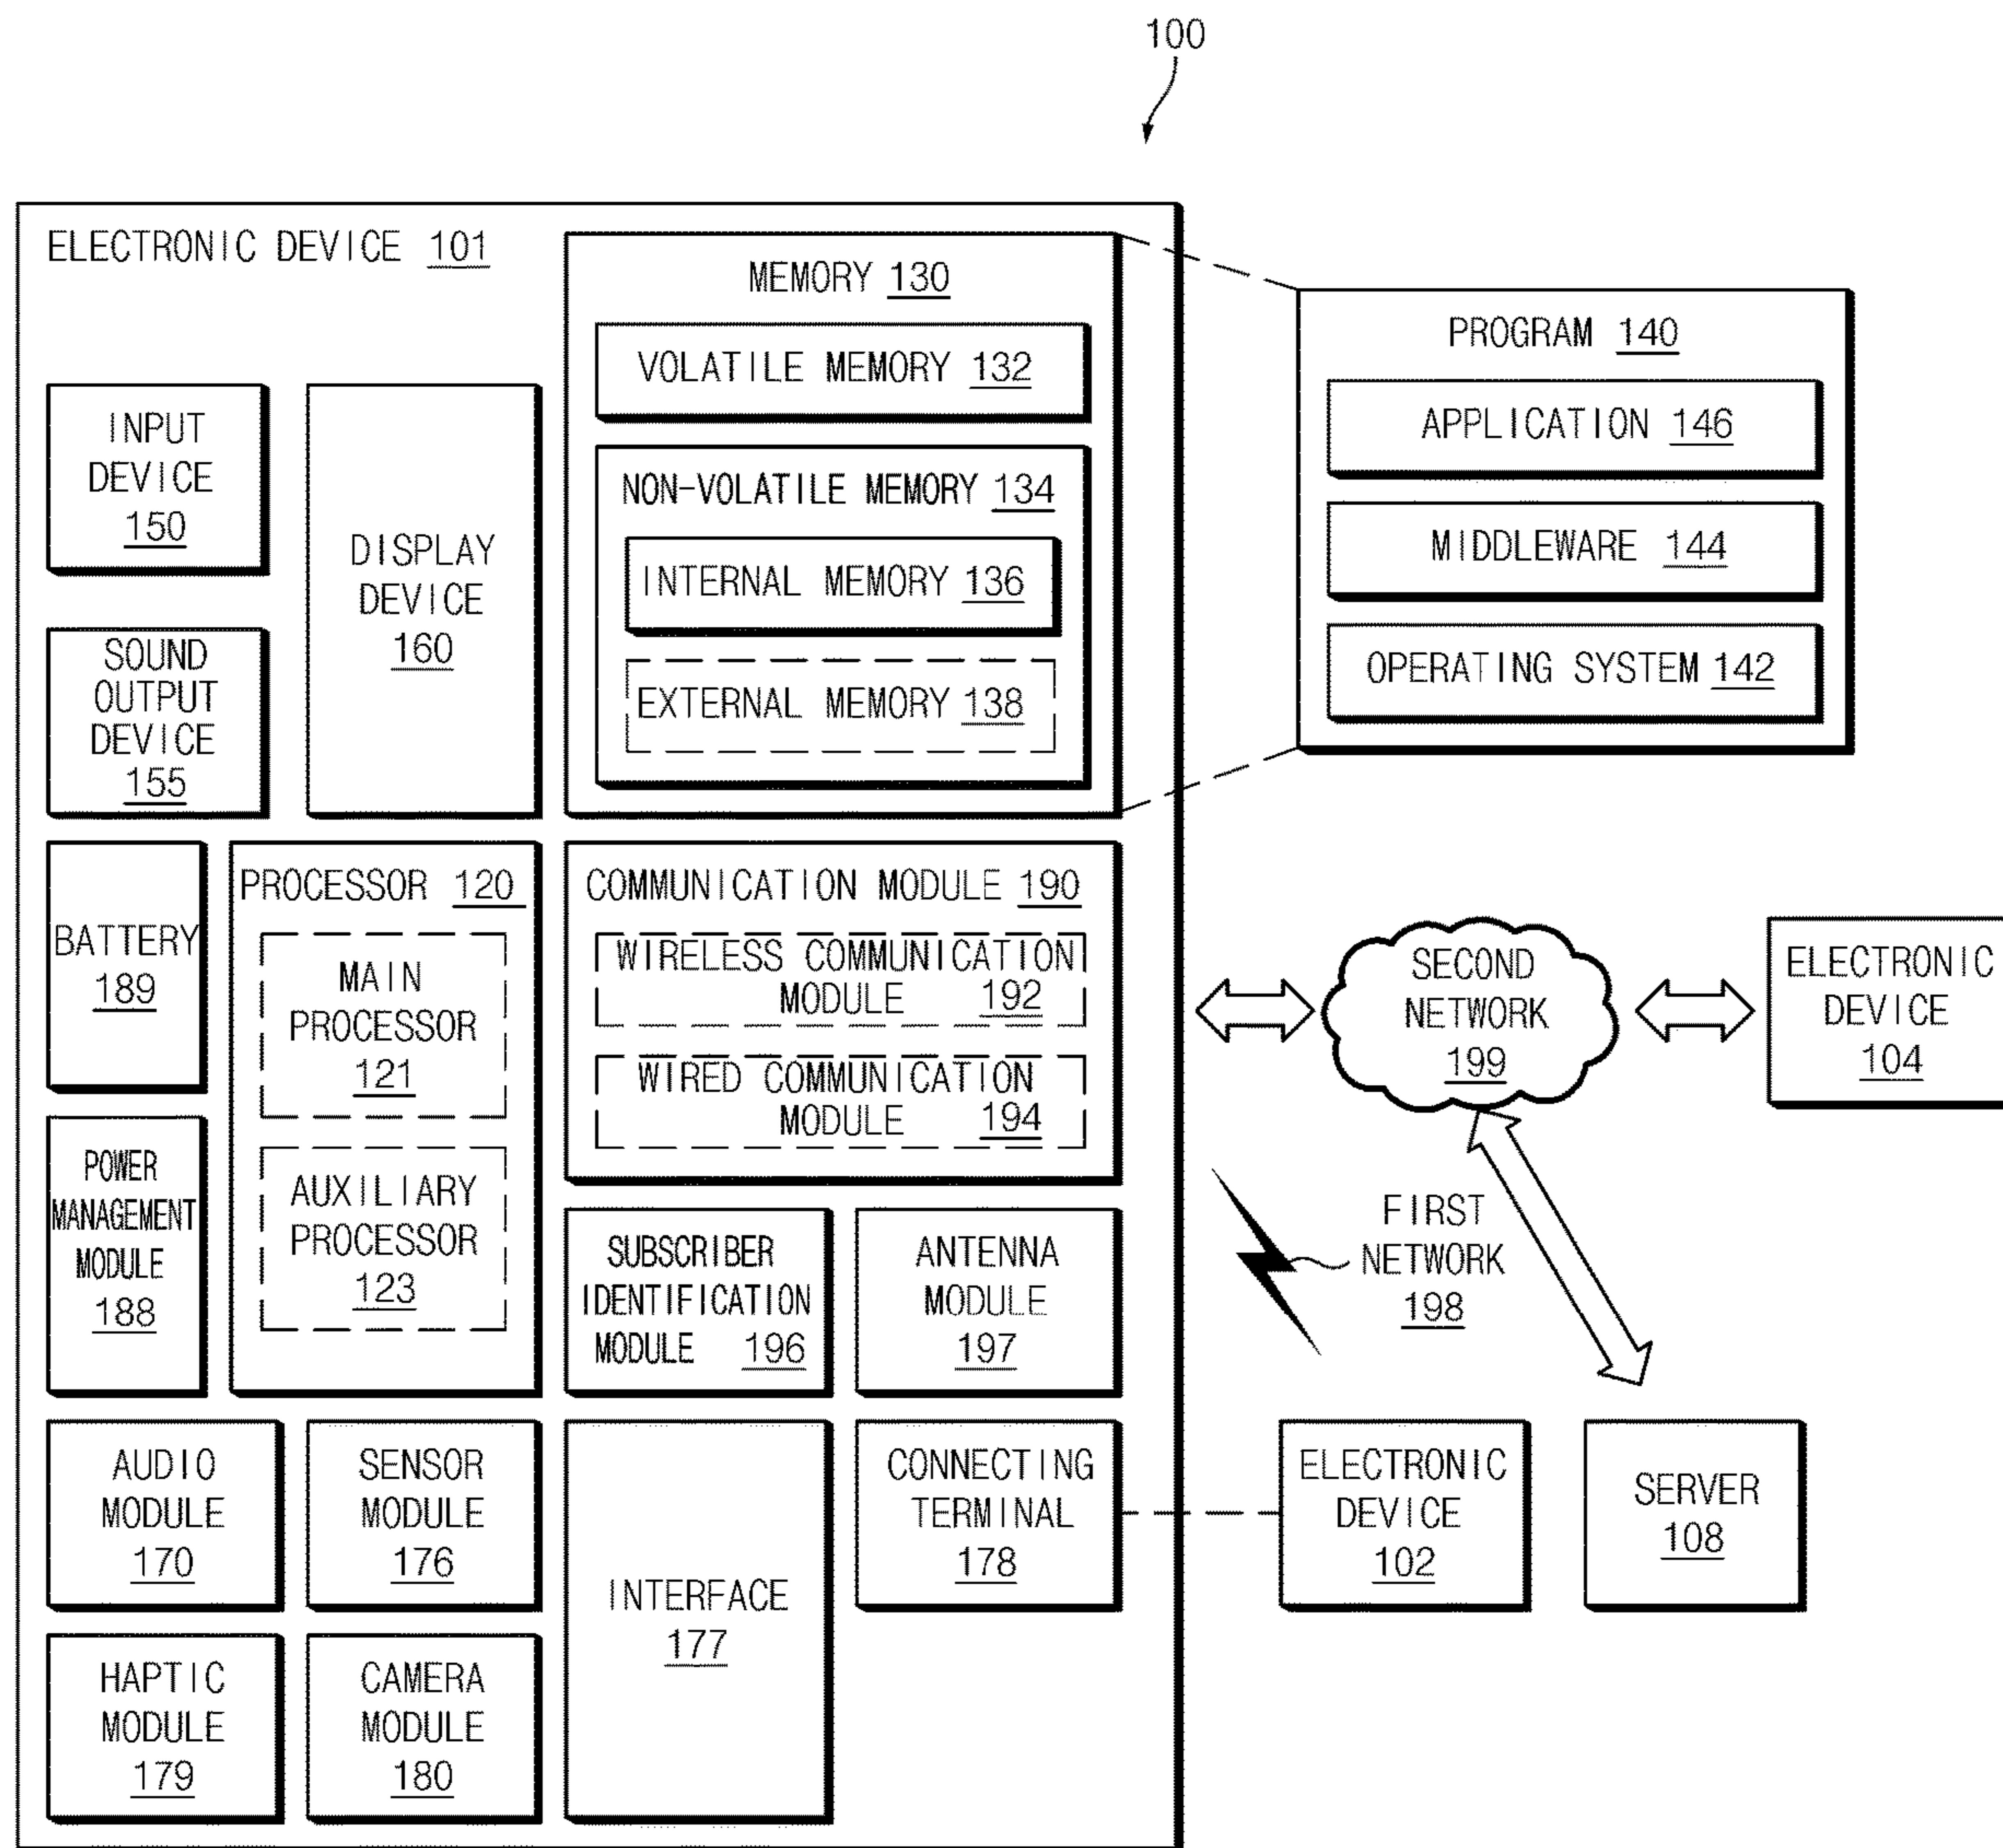 100
ELECTRONIC DEVICE 101
MEMORY 130
VOLATILE MEMORY 132
NON-VOLATILE MEMORY 134
INTERNAL MEMORY 136
EXTERNAL MEMORY 138
PROGRAM 140
APPLICATION 146
MIDDLEWARE 144
OPERATING SYSTEM 142
INPUT
DEVICE
150
SOUND
OUTPUT
DEVICE
155
DISPLAY
DEVICE
160
BATTERY
189
POWER
MANAGEMENT
MODULE
188
PROCESSOR 120
MAIN
PROCESSOR
121
AUXILIARY
PROCESSOR
123
COMMUNICATION MODULE 190
WIRELESS COMMUNICATION
MODULE 192
WIRED COMMUNICATION
MODULE 194
SUBSCRIBER
IDENTIFICATION
MODULE 196
ANTENNA
MODULE
197
SECOND
NETWORK
199
ELECTRONIC
DEVICE
104
FIRST
NETWORK
198
AUDIO
MODULE
170
SENSOR
MODULE
176
INTERFACE
177
CONNECTING
TERMINAL
178
ELECTRONIC
DEVICE
102
SERVER
108
HAPTIC
MODULE
179
CAMERA
MODULE
180